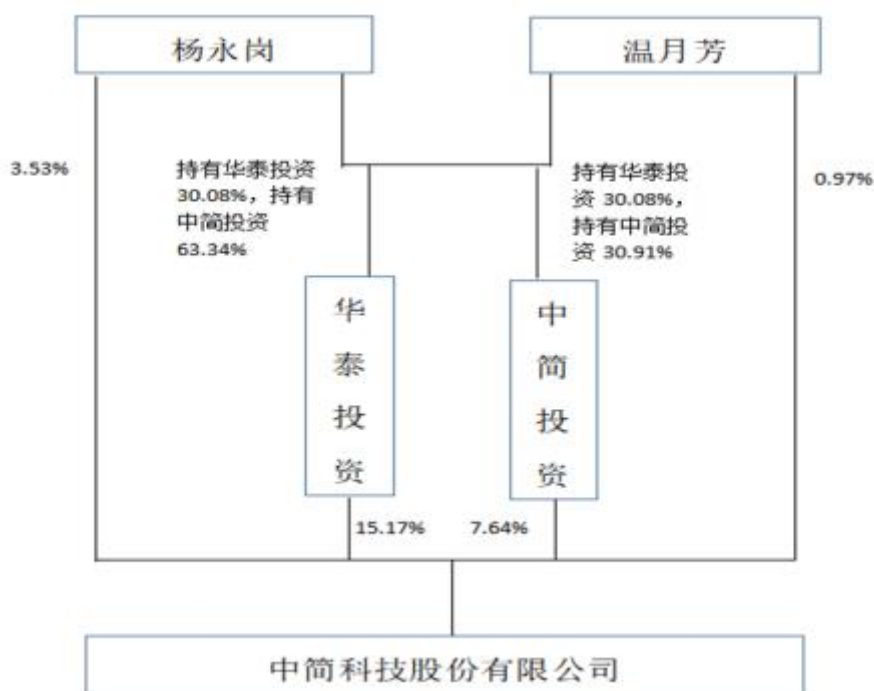 杨永岗
温月芳
3.53%
持有华泰投资
30.08%，持有
中简投资
63.34%
持有华泰投
资 30.08%，
持有中简投
资 30.91%
0.97%
华
泰
投
资
中
简
投
资
15.17%
7.64%
中简科技股份有限公司